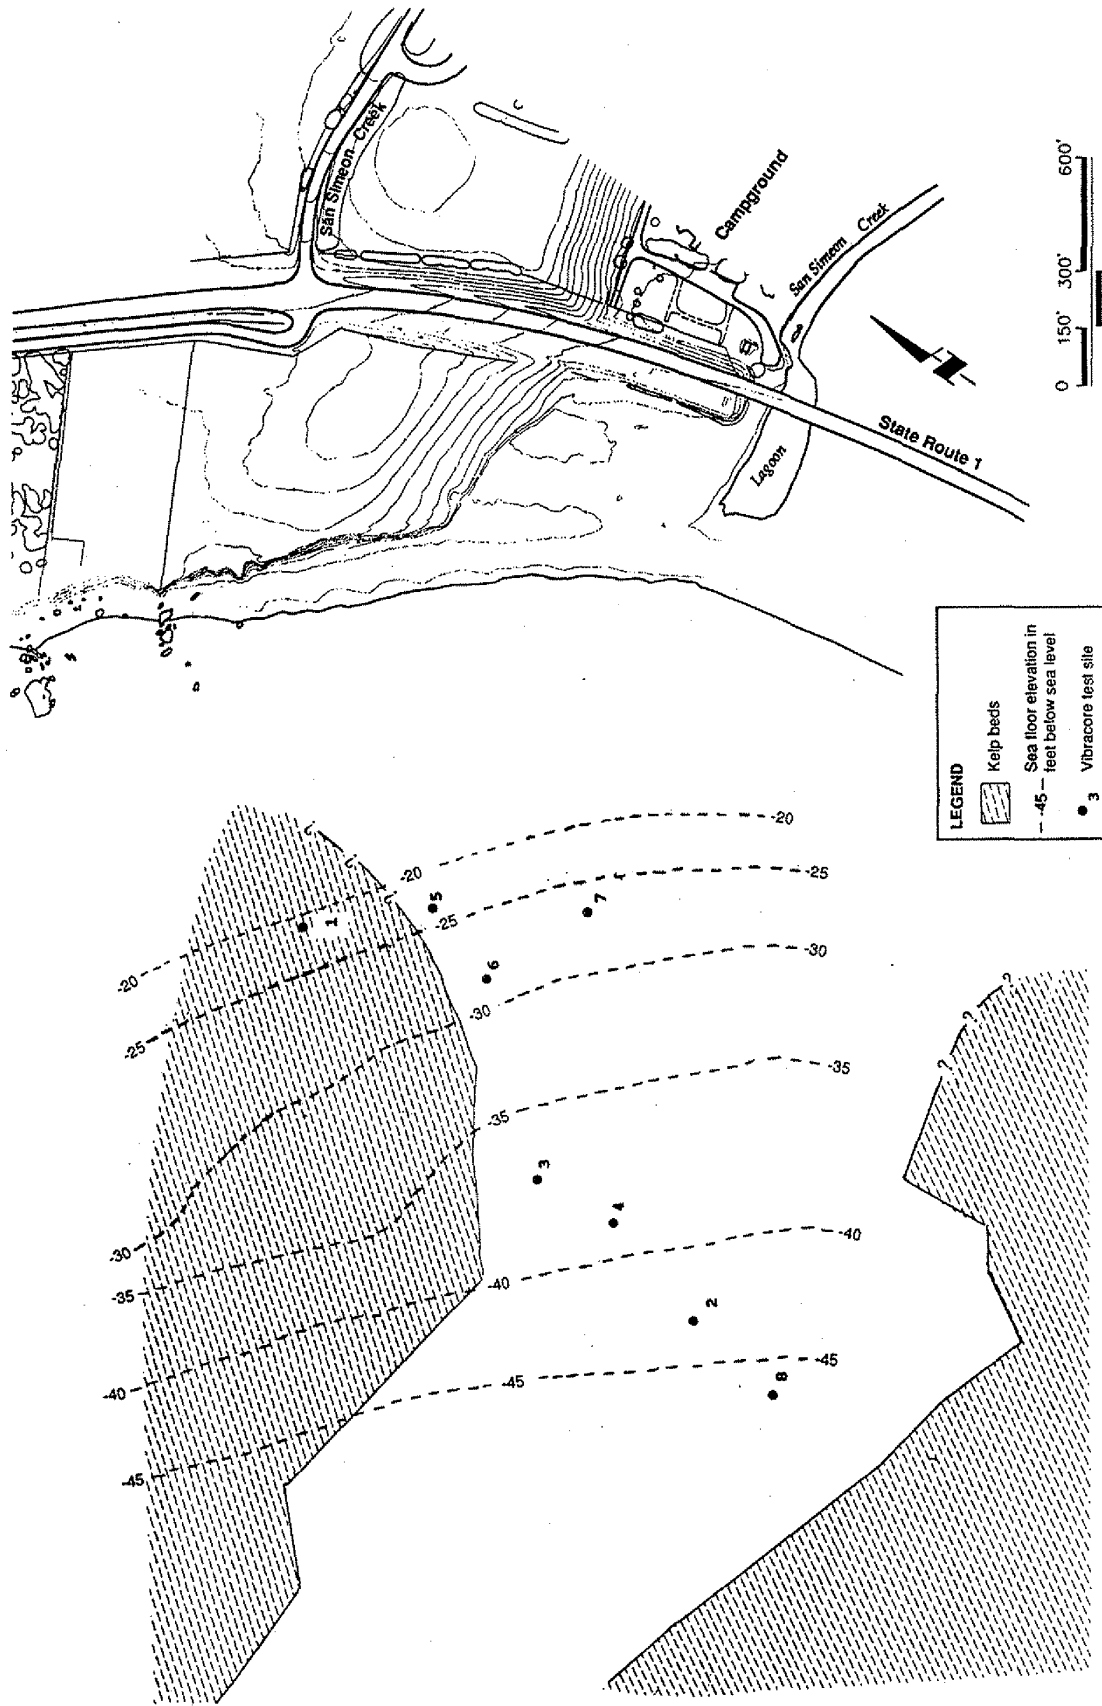 San Simeon Creek
Campground
San Simeon Creek
State Route 1
Lagoon
0 150' 300' 600'
N
LEGEND
Kelp beds
-45
Sea floor elevation in
feet below sea level
3
Vibracore test site
-20
-25
-30
-35
-40
-45
-20
-25
-30
-35
-40
-45
-20
-25
-30
-35
-40
-45
1
5
6
7
3
4
2
8
?
?
?
?
?
?